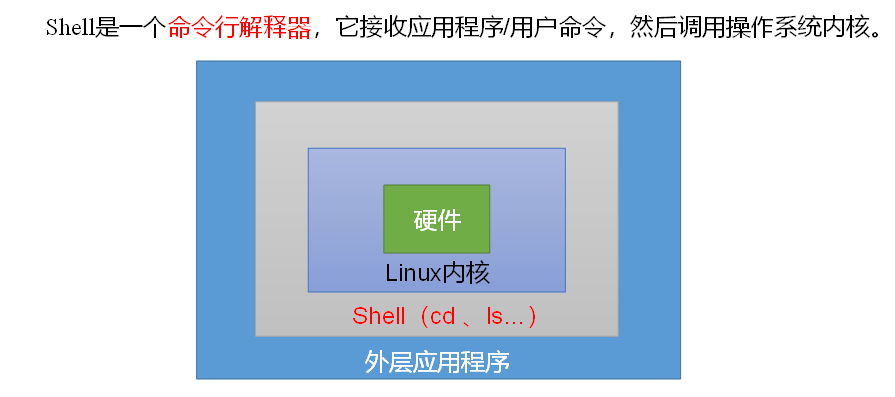 Shell是一个命令行解释器，它接收应用程序/用户命令，然后调用操作系统内核。
硬件
Linux内核
Shell（cd 、ls...）
外层应用程序